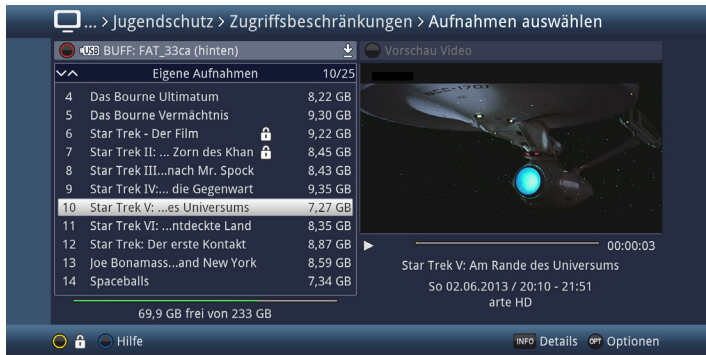 ... > Jugendschutz > Zugriffsbeschränkungen > Aufnahmen auswählen
USB BUFF: FAT_33ca (hinten)
Vorschau Video
Eigene Aufnahmen 10/25
4 Das Bourne Ultimatum 8,22 GB
5 Das Bourne Vermächtnis 9,30 GB
6 Star Trek - Der Film 9,22 GB
7 Star Trek II: ... Zorn des Khan 8,45 GB
8 Star Trek III...nach Mr. Spock 8,43 GB
9 Star Trek IV:... die Gegenwart 9,35 GB
10 Star Trek V: ...es Universums 7,27 GB
11 Star Trek VI: ...ntdeckte Land 8,35 GB
12 Star Trek: Der erste Kontakt 8,87 GB
13 Joe Bonamass...and New York 8,59 GB
14 Spaceballs 7,34 GB
69,9 GB frei von 233 GB
NCC-1701
00:00:03
Star Trek V: Am Rande des Universums
So 02.06.2013 / 20:10 - 21:51
arte HD
Hilfe
INFO Details OPT Optionen